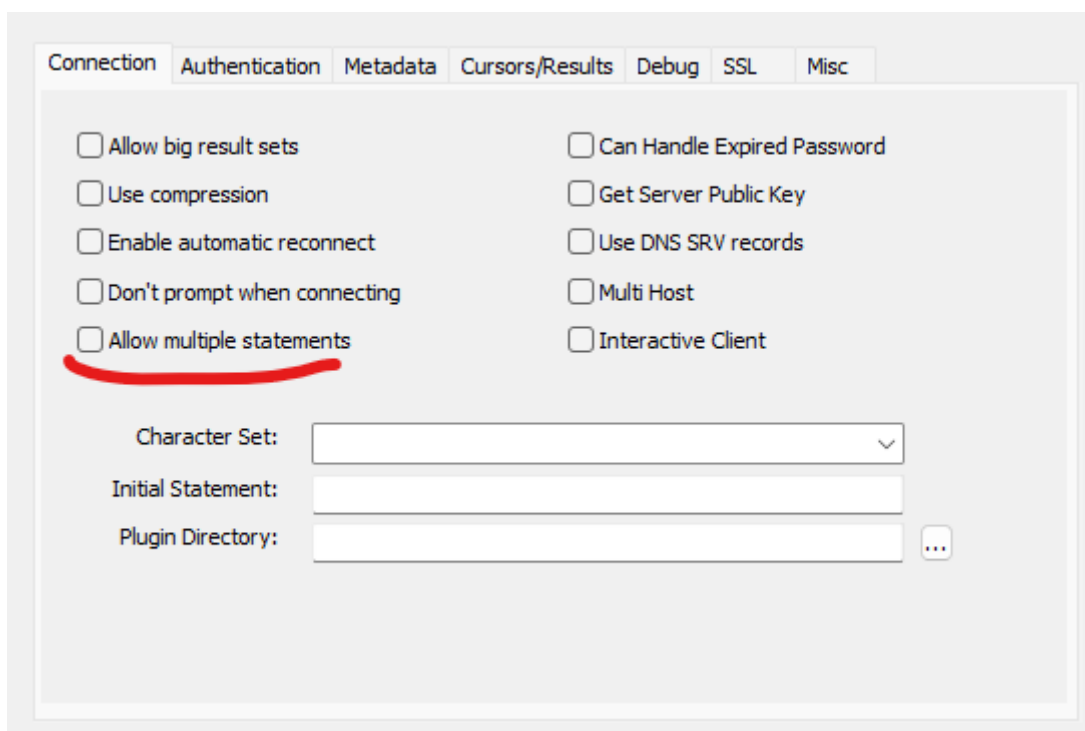 Connection Authentication Metadata Cursors/Results Debug SSL Misc
Allow big result sets
Can Handle Expired Password
Use compression
Get Server Public Key
Enable automatic reconnect
Use DNS SRV records
Don't prompt when connecting
Multi Host
Allow multiple statements
Interactive Client
Character Set:
Initial Statement:
Plugin Directory:
...